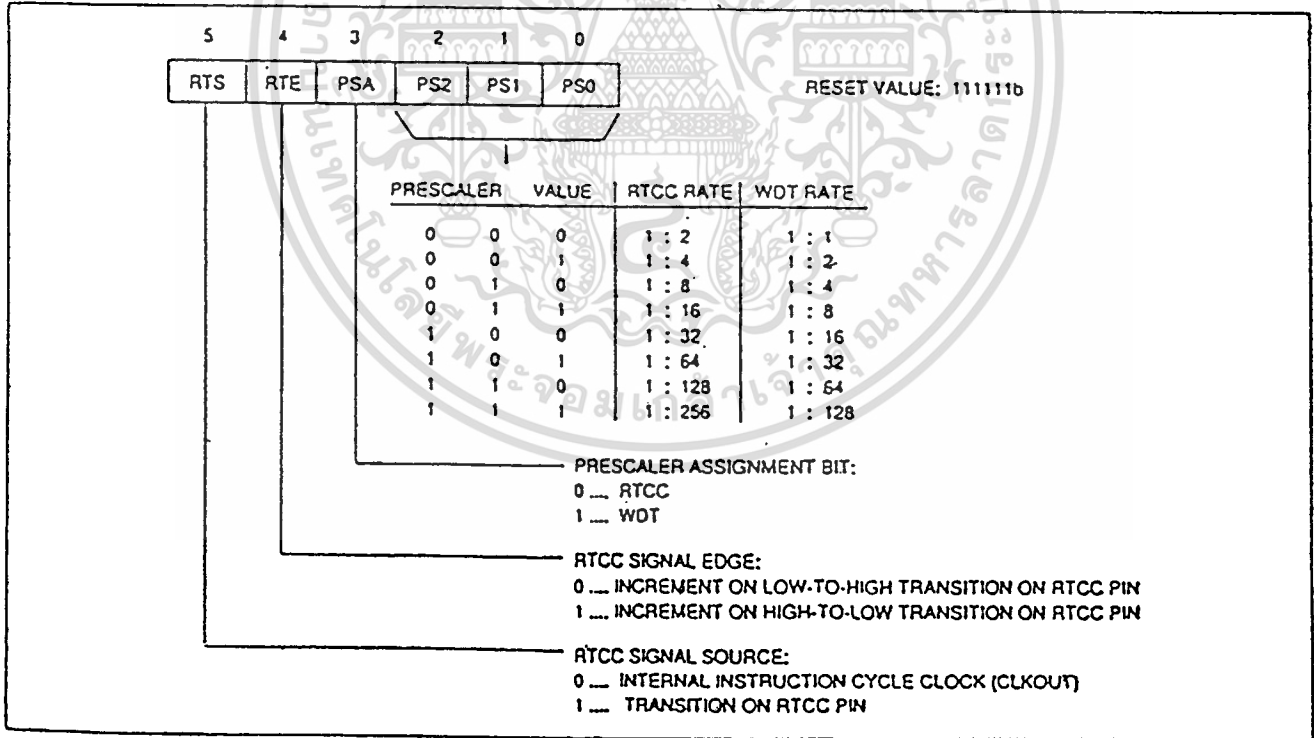 5 4 3 2 1 0
RTS RTE PSA PS2 PS1 PS0
RESET VALUE: 111111b
PRESCALER VALUE RTCC RATE WDT RATE
0 0 0 1 : 2 1 : 1
0 0 1 1 : 4 1 : 2
0 1 0 1 : 8 1 : 4
0 1 1 1 : 16 1 : 8
1 0 0 1 : 32 1 : 16
1 0 1 1 : 64 1 : 32
1 1 0 1 : 128 1 : 64
1 1 1 1 : 256 1 : 128
PRESCALER ASSIGNMENT BIT:
0 .... RTCC
1 .... WDT
RTCC SIGNAL EDGE:
0 .... INCREMENT ON LOW-TO-HIGH TRANSITION ON RTCC PIN
1 .... INCREMENT ON HIGH-TO-LOW TRANSITION ON RTCC PIN
RTCC SIGNAL SOURCE:
0 .... INTERNAL INSTRUCTION CYCLE CLOCK (CLKOUT)
1 .... TRANSITION ON RTCC PIN